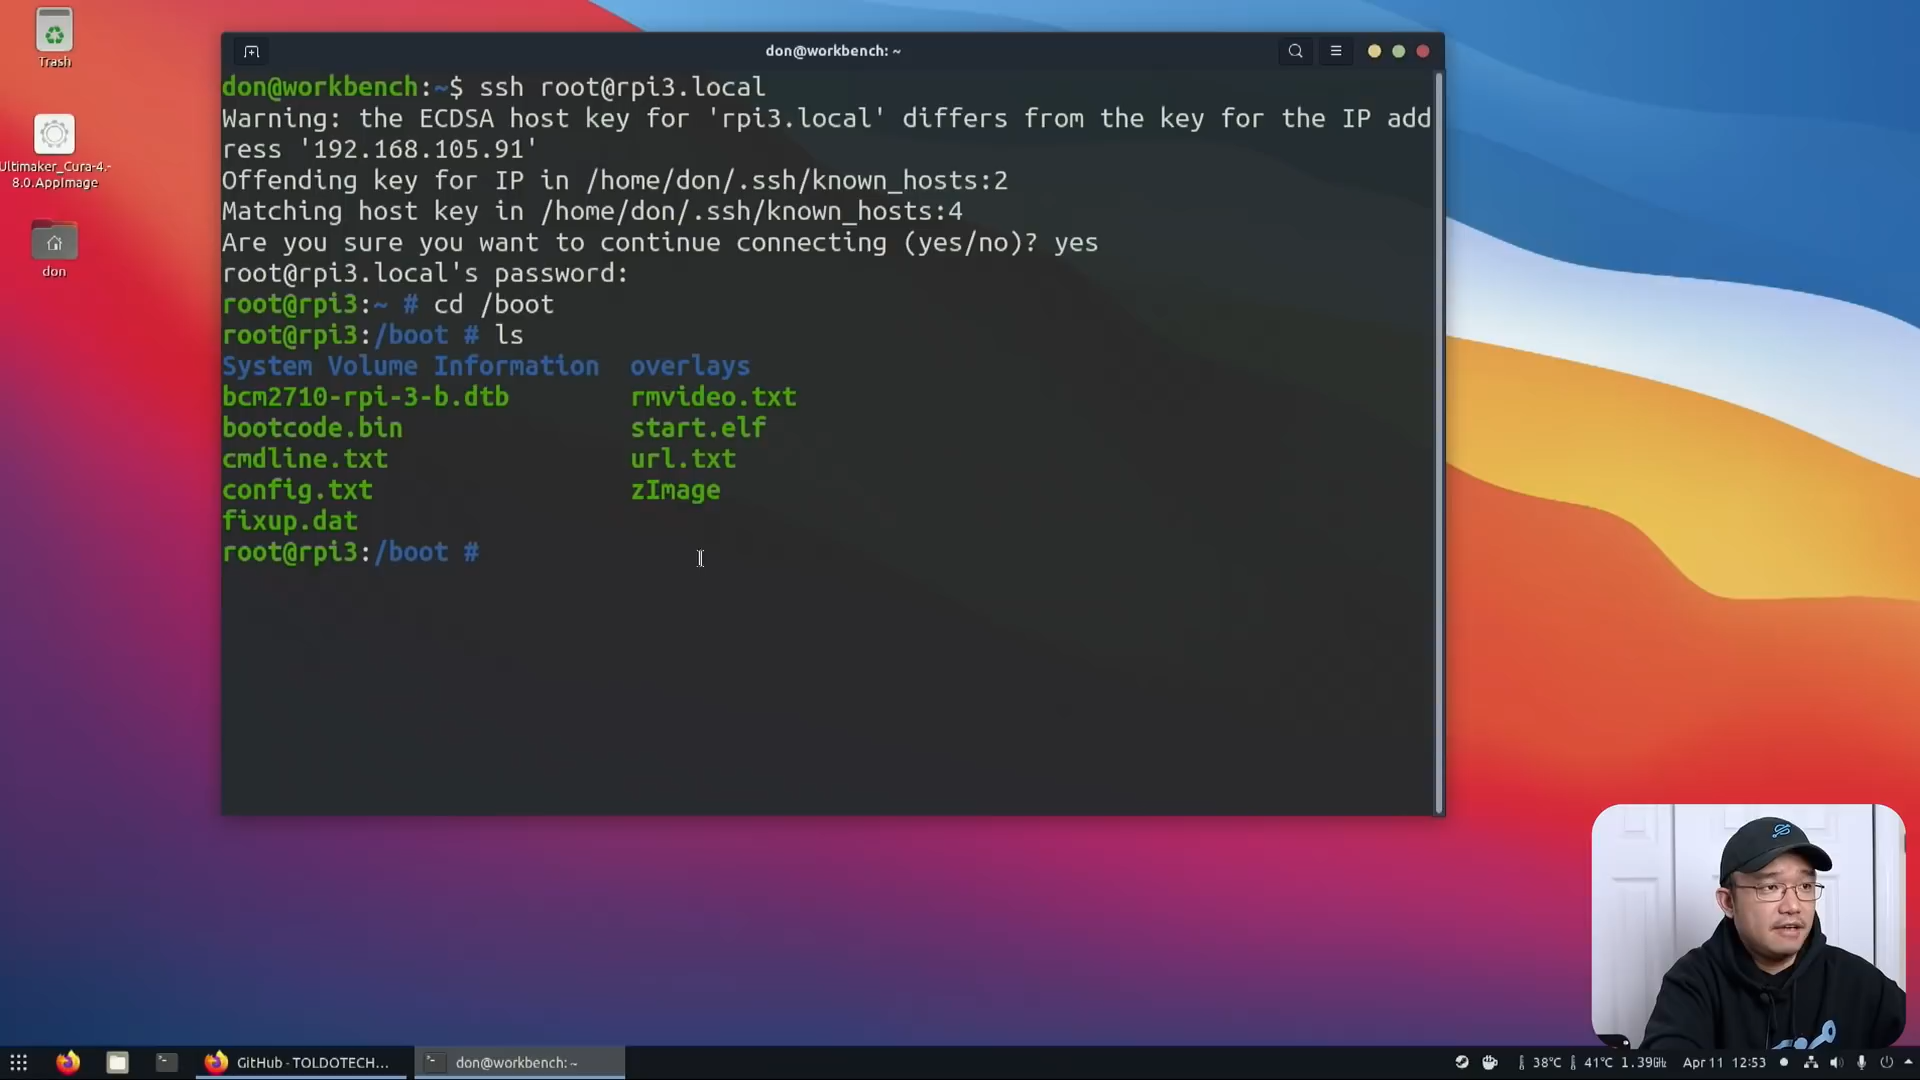 Trash
Ultimaker_Cura-4.-
8.0.AppImage
don
don@workbench: ~
don@workbench:~$ ssh root@rpi3.local
Warning: the ECDSA host key for 'rpi3.local' differs from the key for the IP add
ress '192.168.105.91'
Offending key for IP in /home/don/.ssh/known_hosts:2
Matching host key in /home/don/.ssh/known_hosts:4
Are you sure you want to continue connecting (yes/no)? yes
root@rpi3.local's password:
root@rpi3:~ # cd /boot
root@rpi3:/boot # ls
System Volume Information  overlays
bcm2710-rpi-3-b.dtb        rmvideo.txt
bootcode.bin               start.elf
cmdline.txt                url.txt
config.txt                 zImage
fixup.dat
root@rpi3:/boot #
GitHub - TOLDOTECH...
don@workbench: ~
38°C 41°C 1.39GHz Apr 11 12:53